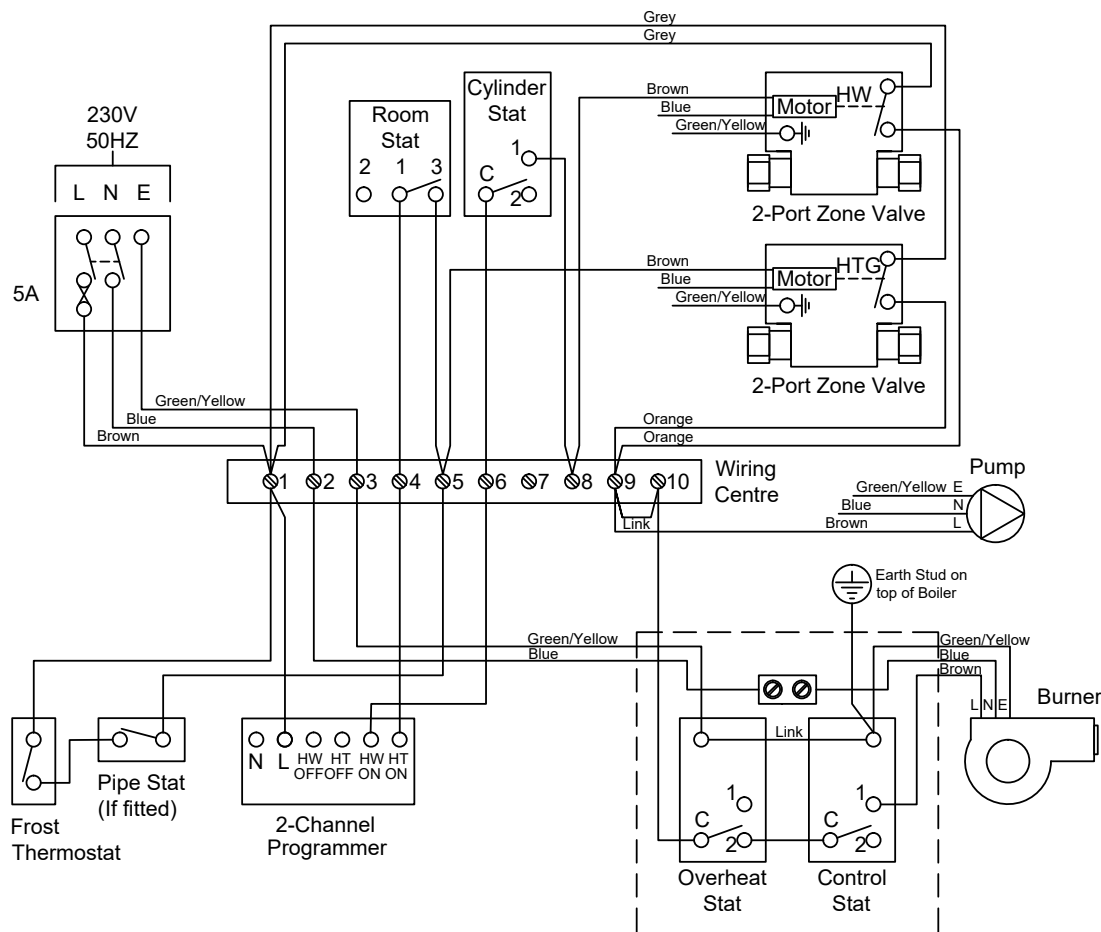 Grey
Grey
230V
50HZ
L N E
5A
Room
Stat
2 1 3
Cylinder
Stat
1
C
2
Brown
Blue
Green/Yellow
Motor
HW
2-Port Zone Valve
Brown
Blue
Green/Yellow
Motor
HTG
2-Port Zone Valve
Green/Yellow
Blue
Brown
Orange
Orange
1 2 3 4 5 6 7 8 9 10
Wiring
Centre
Link
Pump
Green/Yellow E
Blue N
Brown L
Earth Stud on
top of Boiler
Green/Yellow
Blue
Green/Yellow
Blue
Brown
L N E
Burner
Link
1
C
2
Overheat
Stat
1
C
2
Control
Stat
Frost
Thermostat
Pipe Stat
(If fitted)
N L HW OFF HT OFF HW ON HT ON
2-Channel
Programmer